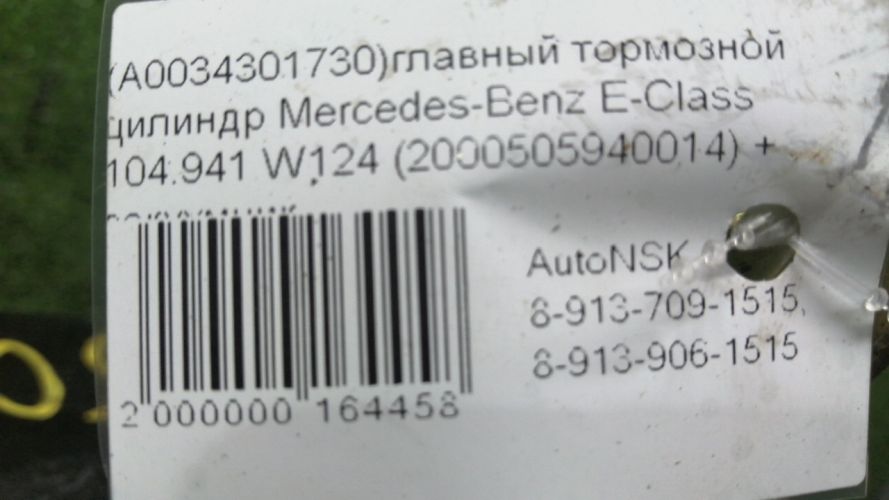 (A0034301730)главный тормозной
цилиндр Mercedes-Benz E-Class
104.941 W124 (2000505940014) +
AutoNSK
8-913-709-1515,
8-913-906-1515
2 000000 164458